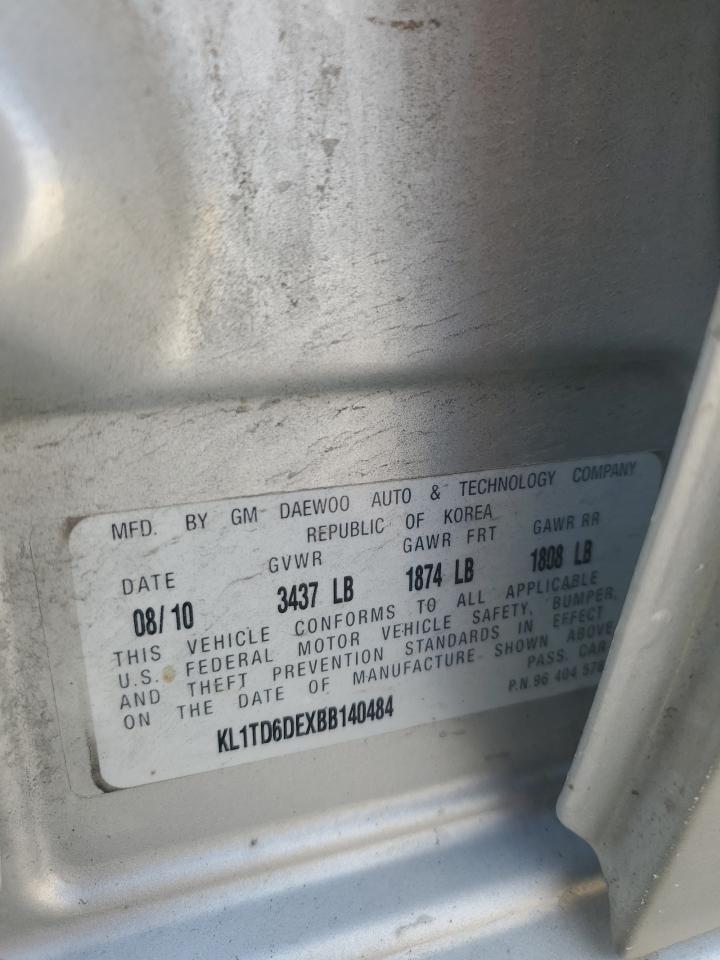 MFD. BY GM DAEWOO AUTO & TECHNOLOGY COMPANY
REPUBLIC OF KOREA
DATE GVWR GAWR FRT GAWR RR
08/10 3437 LB 1874 LB 1808 LB
THIS VEHICLE CONFORMS TO ALL APPLICABLE
U.S. FEDERAL MOTOR VEHICLE SAFETY, BUMPER,
AND THEFT PREVENTION STANDARDS IN EFFECT
ON THE DATE OF MANUFACTURE SHOWN ABOVE
PASS. CAR
P.N. 96 404
KL1TD6DEXBB140484